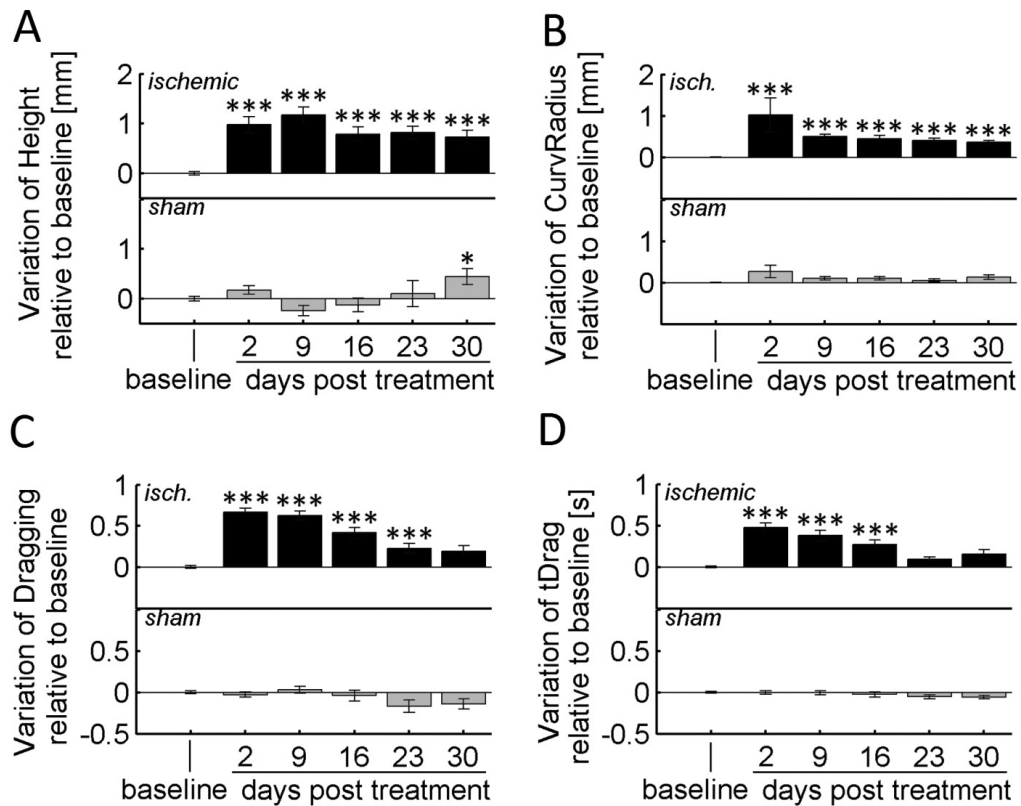 A
Variation of Height
relative to baseline [mm]
2
ischemic
*** *** *** *** ***
1
0
sham
1
*
0
2 9 16 23 30
baseline days post treatment
B
Variation of CurvRadius
relative to baseline [mm]
2
isch.
*** *** *** *** ***
1
0
sham
1
0
2 9 16 23 30
baseline days post treatment
C
Variation of Dragging
relative to baseline
1
isch.
*** *** *** ***
0.5
0
sham
0.5
0
-0.5
2 9 16 23 30
baseline days post treatment
D
Variation of tDrag
relative to baseline [s]
1
ischemic
*** *** ***
0.5
0
sham
0.5
0
-0.5
2 9 16 23 30
baseline days post treatment